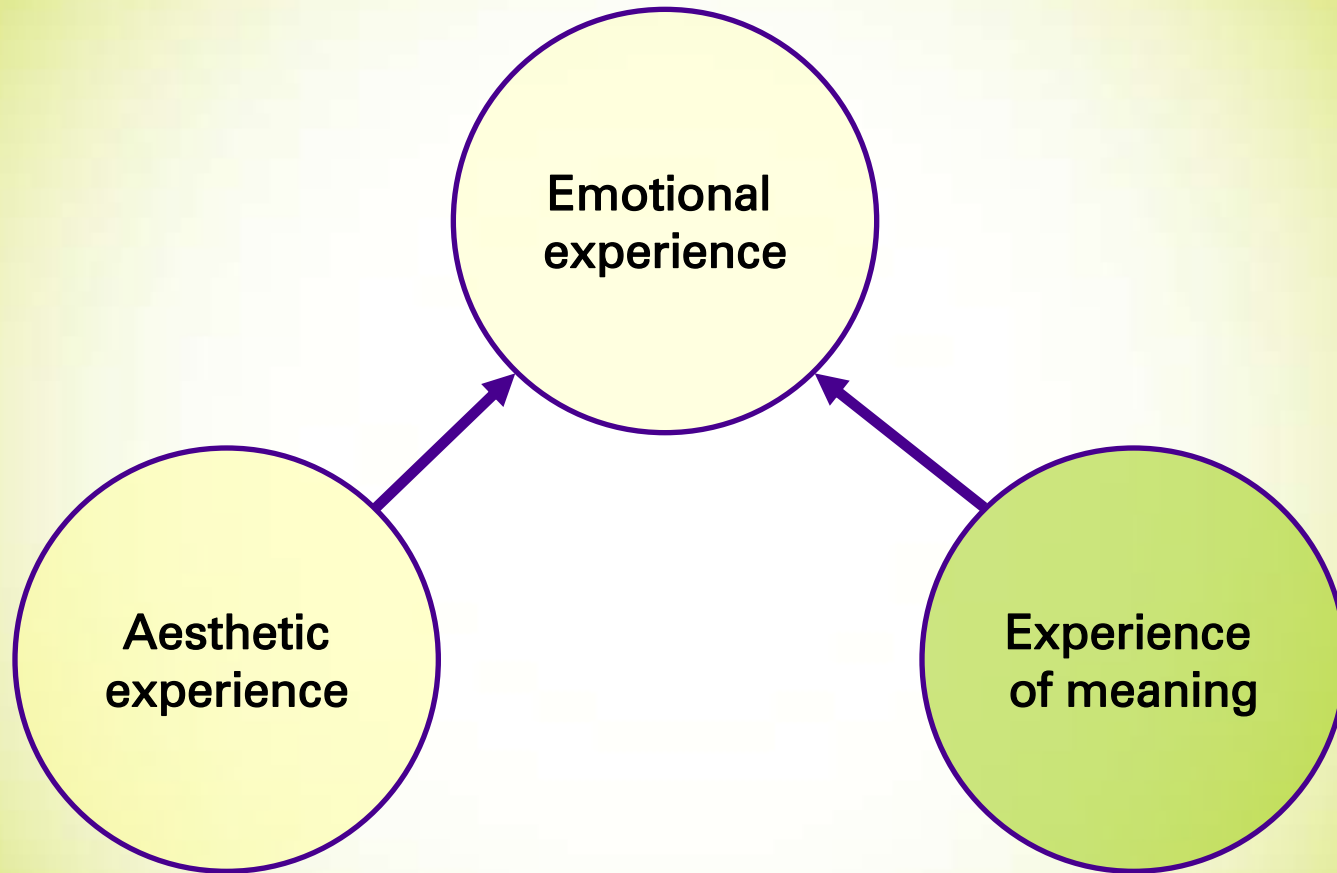 Emotional
experience
Aesthetic
experience
Experience
of meaning